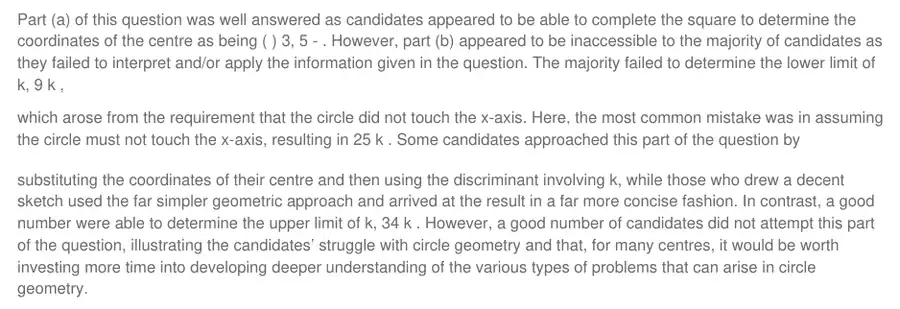 Part (a) of this question was well answered as candidates appeared to be able to complete the square to determine the
coordinates of the centre as being ( ) 3, 5 - . However, part (b) appeared to be inaccessible to the majority of candidates as
they failed to interpret and/or apply the information given in the question. The majority failed to determine the lower limit of
k, 9 k ,
which arose from the requirement that the circle did not touch the x-axis. Here, the most common mistake was in assuming
the circle must not touch the x-axis, resulting in 25 k . Some candidates approached this part of the question by
substituting the coordinates of their centre and then using the discriminant involving k, while those who drew a decent
sketch used the far simpler geometric approach and arrived at the result in a far more concise fashion. In contrast, a good
number were able to determine the upper limit of k, 34 k . However, a good number of candidates did not attempt this part
of the question, illustrating the candidates' struggle with circle geometry and that, for many centres, it would be worth
investing more time into developing deeper understanding of the various types of problems that can arise in circle
geometry.